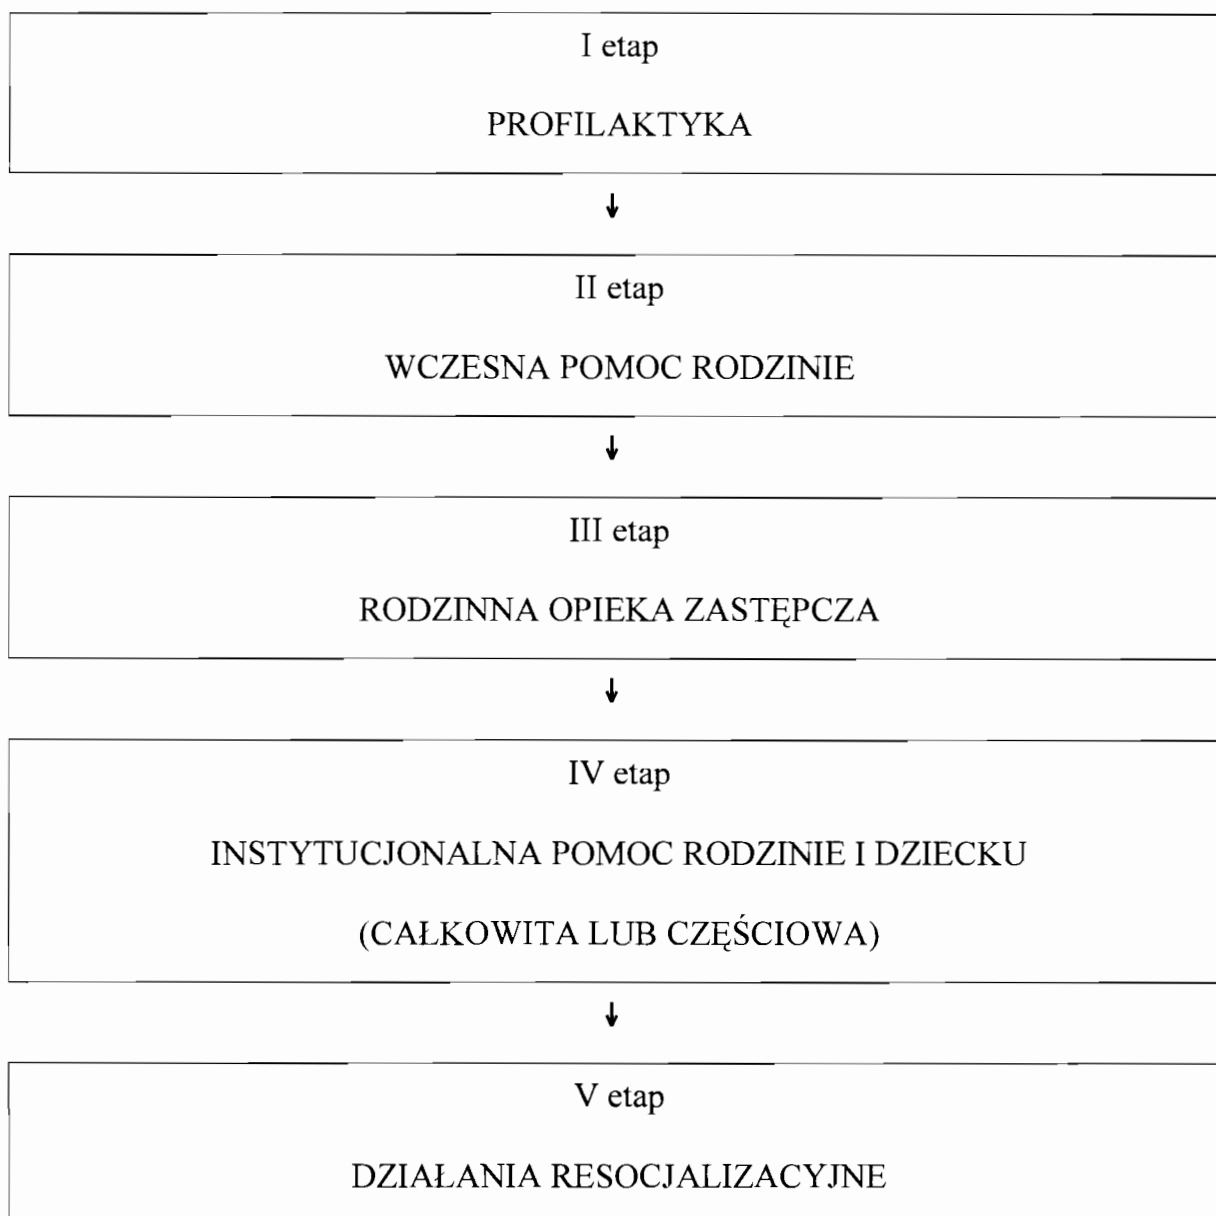 I etap
PROFILAKTYKA
↓
II etap
WCZESNA POMOC RODZINIE
↓
III etap
RODZINNA OPIEKA ZASTĘPCZA
↓
IV etap
INSTYTUCJONALNA POMOC RODZINIE I DZIECKU
(CAŁKOWITA LUB CZĘŚCIOWA)
↓
V etap
DZIAŁANIA RESOCJALIZACYJNE